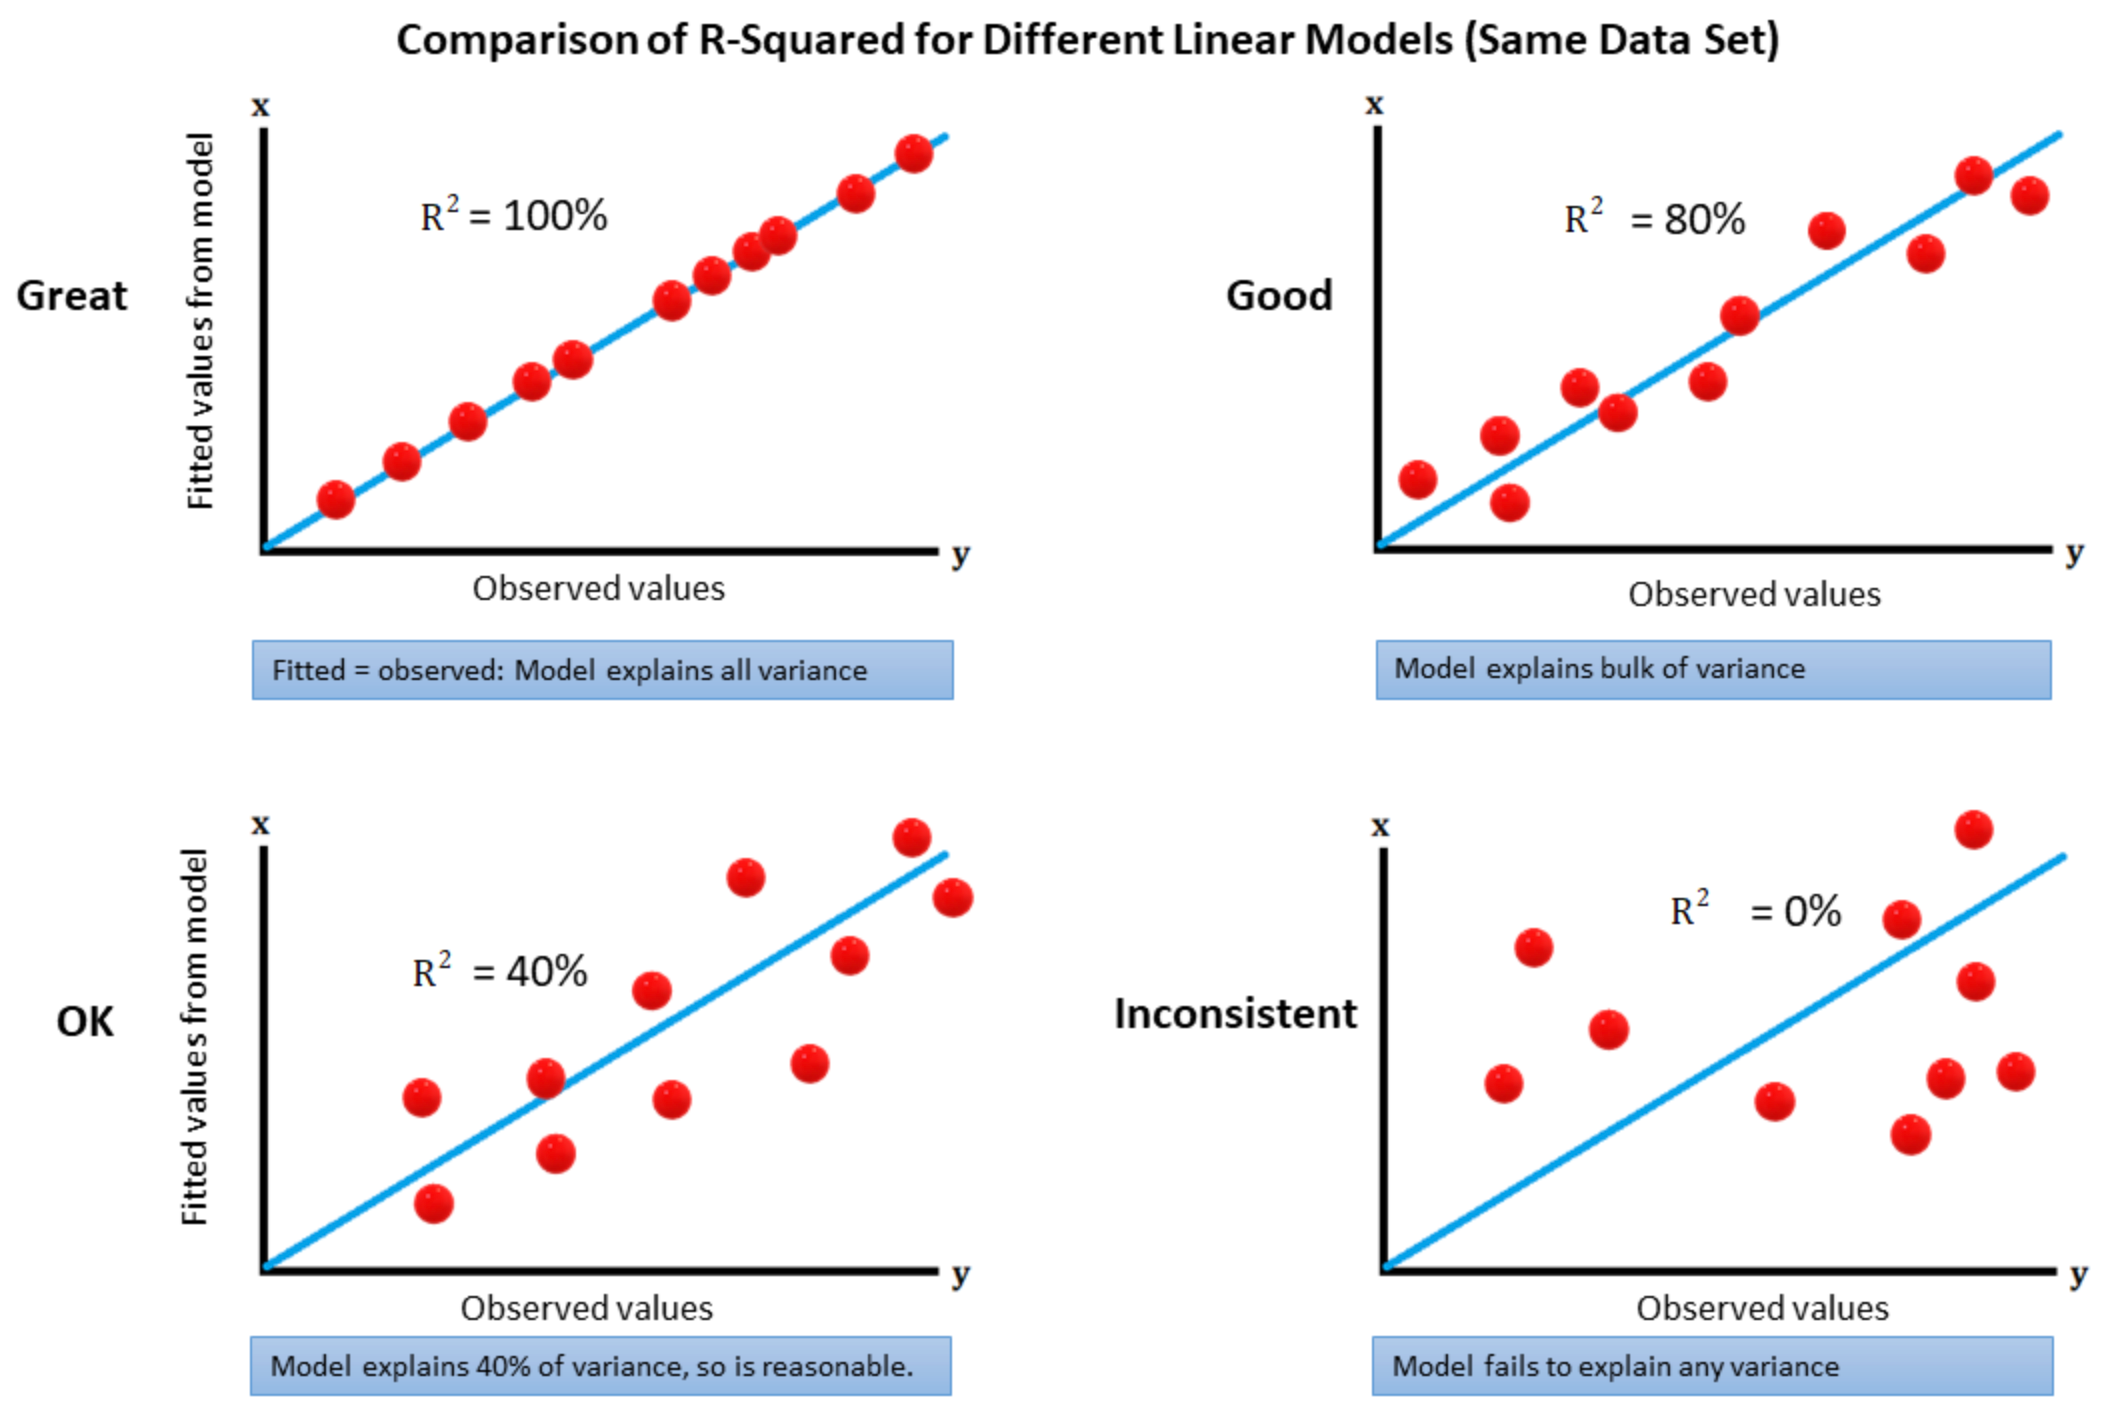 Comparison of R-Squared for Different Linear Models (Same Data Set)
x
Fitted values from model
R² = 100%
Great
y
Observed values
Fitted = observed: Model explains all variance
x
R² = 80%
Good
y
Observed values
Model explains bulk of variance
x
Fitted values from model
R² = 40%
OK
y
Observed values
Model explains 40% of variance, so is reasonable.
x
R² = 0%
Inconsistent
y
Observed values
Model fails to explain any variance